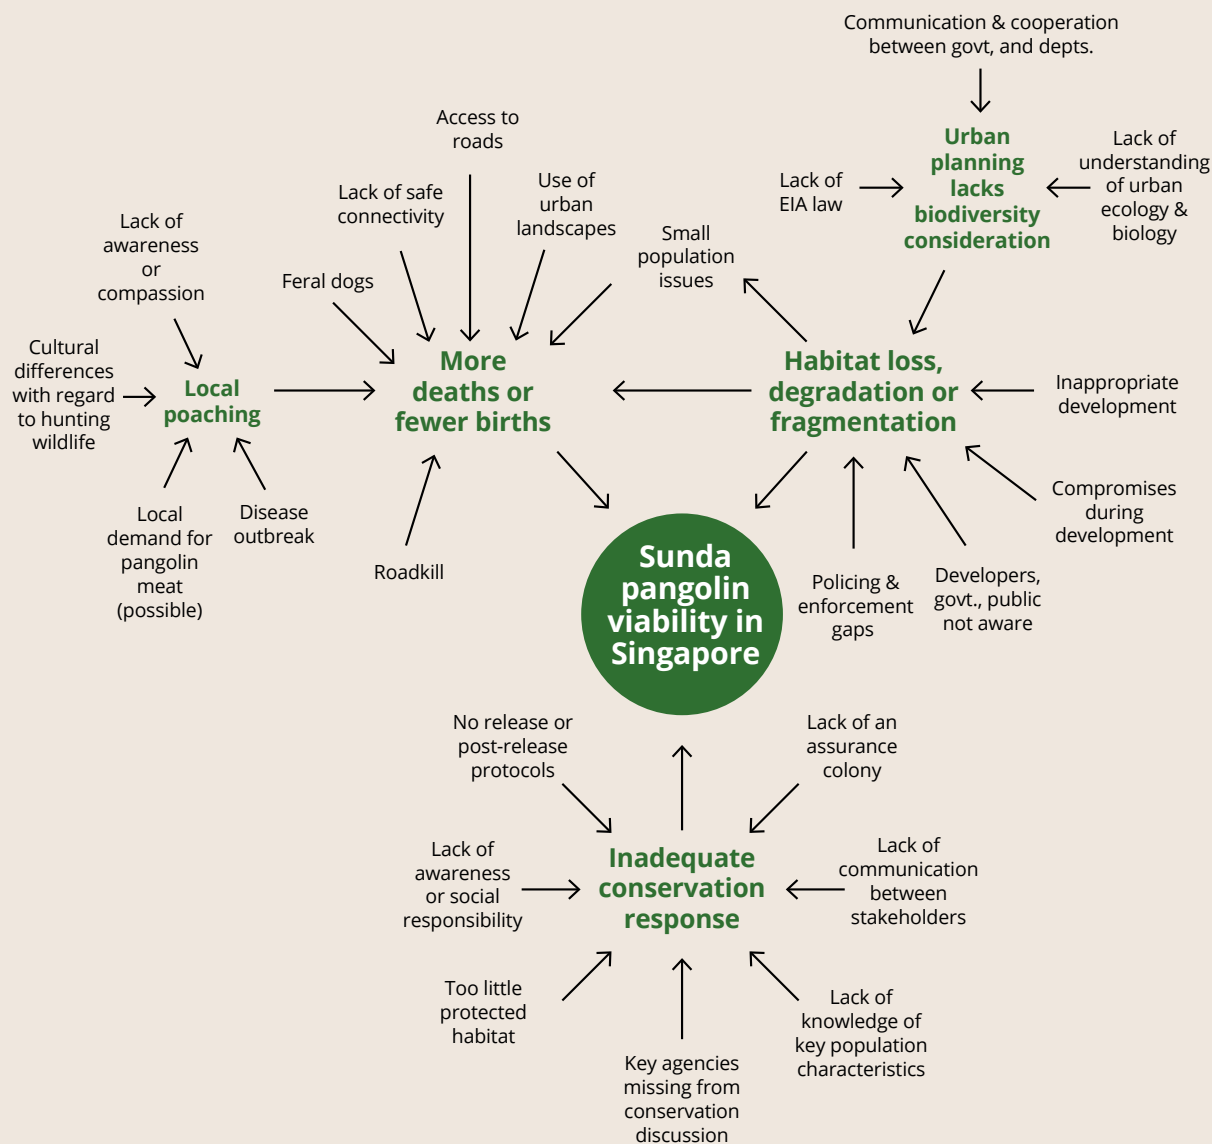 Communication & cooperation
between govt, and depts.
Urban
planning
lacks
biodiversity
consideration
Lack of
EIA law
Lack of
understanding
of urban
ecology &
biology
Access to
roads
Lack of safe
connectivity
Use of
urban
landscapes
Small
population
issues
Feral dogs
Lack of
awareness
or
compassion
Cultural
differences
with regard
to hunting
wildlife
Local
poaching
More
deaths or
fewer births
Habitat loss,
degradation or
fragmentation
Inappropriate
development
Local
demand for
pangolin
meat
(possible)
Disease
outbreak
Roadkill
Compromises
during
development
Policing &
enforcement
gaps
Developers,
govt., public
not aware
Sunda
pangolin
viability in
Singapore
No release or
post-release
protocols
Lack of an
assurance
colony
Lack of
awareness
or social
responsibility
Inadequate
conservation
response
Lack of
communication
between
stakeholders
Too little
protected
habitat
Key agencies
missing from
conservation
discussion
Lack of
knowledge of
key population
characteristics